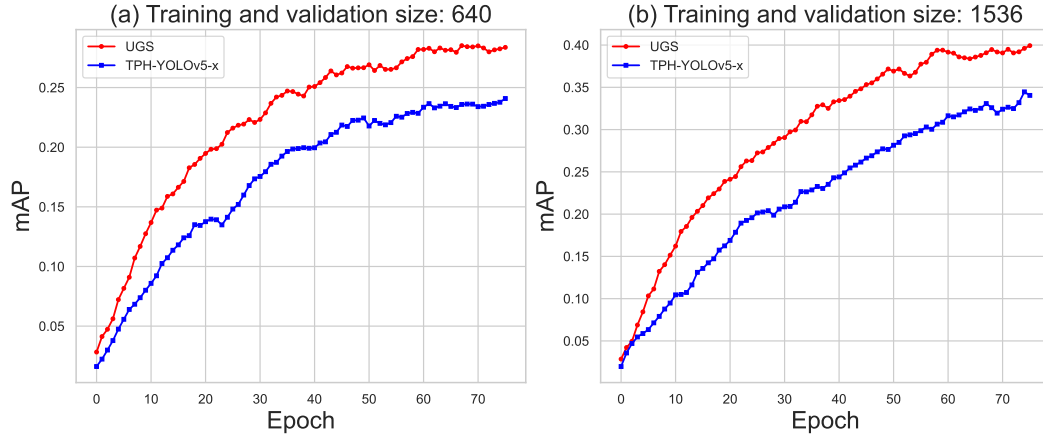 (a) Training and validation size: 640
UGS
TPH-YOLOv5-x
0.25
0.20
0.15
0.10
0.05
mAP
0 10 20 30 40 50 60 70
Epoch
(b) Training and validation size: 1536
UGS
TPH-YOLOv5-x
0.40
0.35
0.30
0.25
0.20
0.15
0.10
0.05
mAP
0 10 20 30 40 50 60 70
Epoch